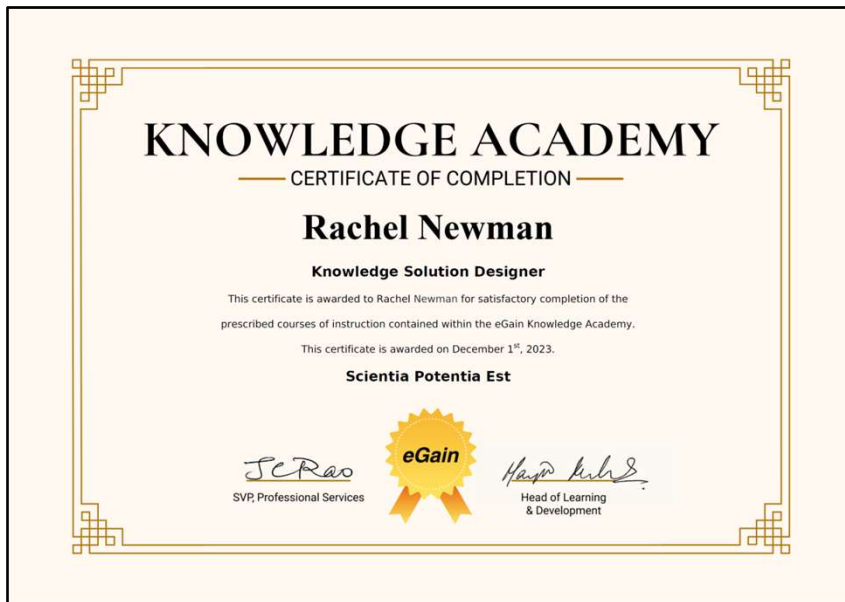 KNOWLEDGE ACADEMY
CERTIFICATE OF COMPLETION
Rachel Newman
Knowledge Solution Designer
This certificate is awarded to Rachel Newman for satisfactory completion of the
prescribed courses of instruction contained within the eGain Knowledge Academy.
This certificate is awarded on December 1st, 2023.
Scientia Potentia Est
eGain
SVP, Professional Services
Head of Learning
& Development